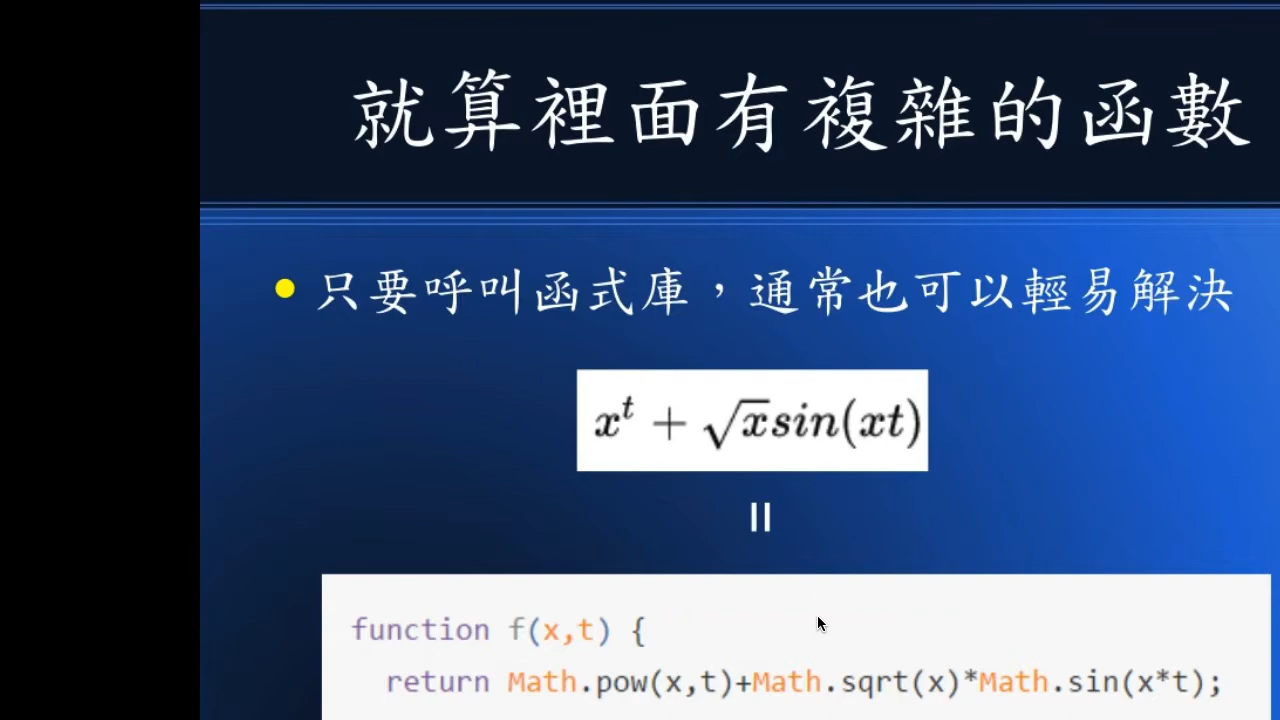 就算裡面有複雜的函數
只要呼叫函式庫，通常也可以輕易解決
x^t + √x sin(xt)
=
function f(x,t) {
return Math.pow(x,t)+Math.sqrt(x)*Math.sin(x*t);